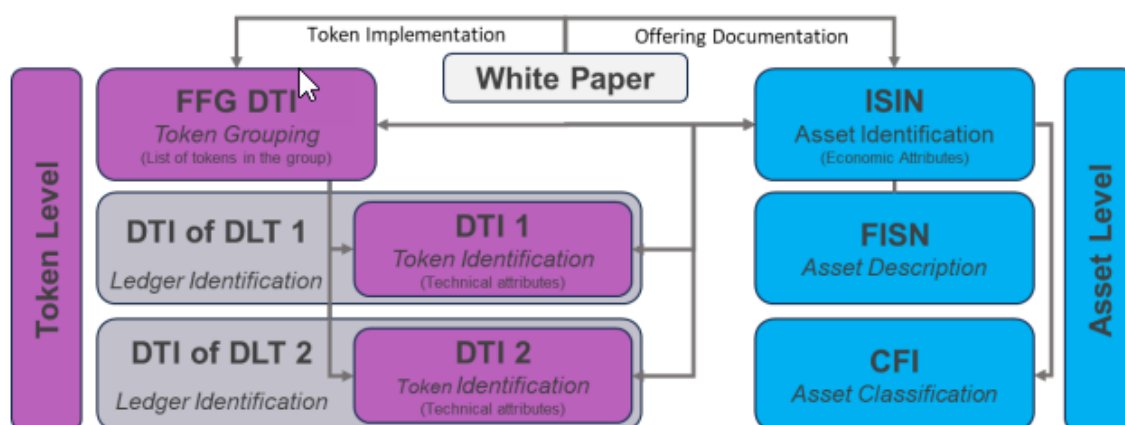 Token Implementation
Offering Documentation
White Paper
Token Level
FFG DTI
Token Grouping
(List of tokens in the group)
DTI of DLT 1
Ledger Identification
DTI 1
Token Identification
(Technical attributes)
DTI of DLT 2
Ledger Identification
DTI 2
Token Identification
(Technical attributes)
ISIN
Asset Identification
(Economic Attributes)
FISN
Asset Description
CFI
Asset Classification
Asset Level